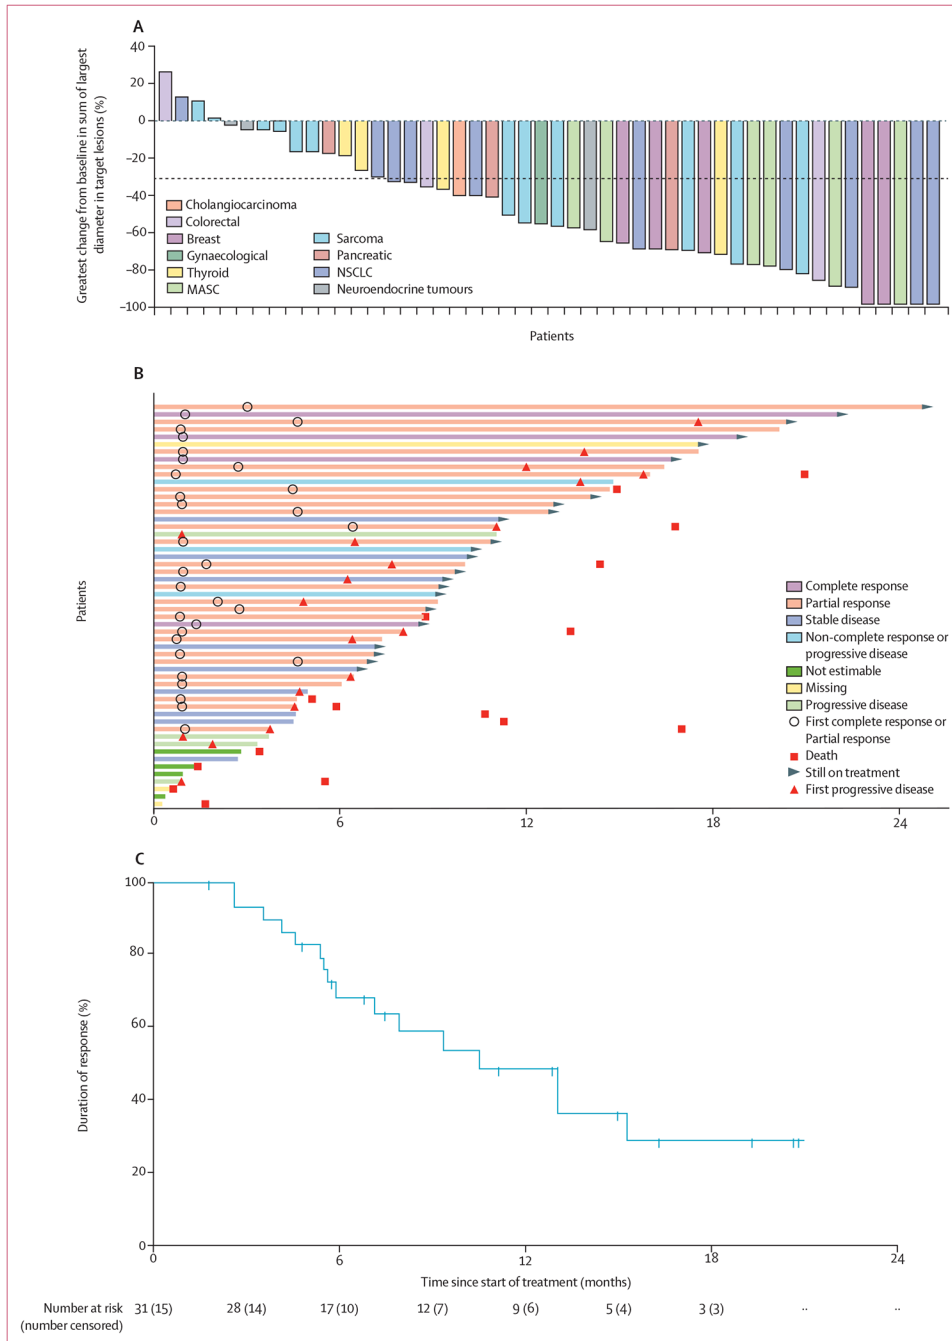 A
Greatest change from baseline in sum of largest
diameter in target lesions (%)
40
20
0
–20
–40
–60
–80
–100
Cholangiocarcinoma
Colorectal
Breast
Gynaecological
Thyroid
MASC
Sarcoma
Pancreatic
NSCLC
Neuroendocrine tumours
Patients
B
Patients
Complete response
Partial response
Stable disease
Non-complete response or
progressive disease
Not estimable
Missing
Progressive disease
First complete response or
Partial response
Death
Still on treatment
First progressive disease
0 6 12 18 24
C
Duration of response (%)
100
80
60
40
20
0
0 6 12 18 24
Time since start of treatment (months)
Number at risk 31 (15) 28 (14) 17 (10) 12 (7) 9 (6) 5 (4) 3 (3) ·· ··
(number censored)